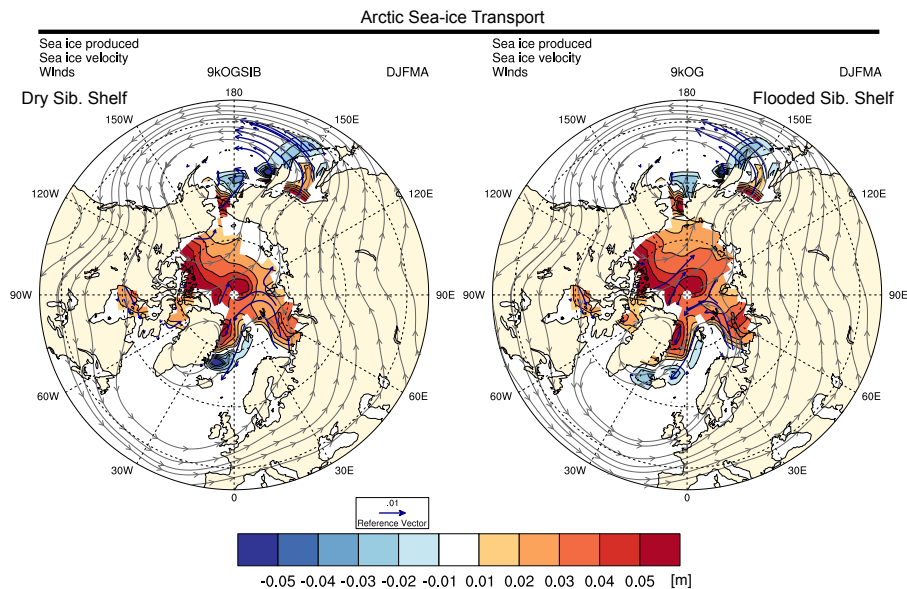 Arctic Sea-ice Transport
Sea ice produced
Sea ice velocity
WInds
9kOGSIB
DJFMA
Dry Sib. Shelf
180
150W
150E
120W
120E
90W
90E
60W
60E
30W
30E
0
Sea ice produced
Sea ice velocity
WInds
9kOG
DJFMA
Flooded Sib. Shelf
180
150W
150E
120W
120E
90W
90E
60W
60E
30W
30E
0
.01
Reference Vector
-0.05 -0.04 -0.03 -0.02 -0.01 0.01 0.02 0.03 0.04 0.05 [m]